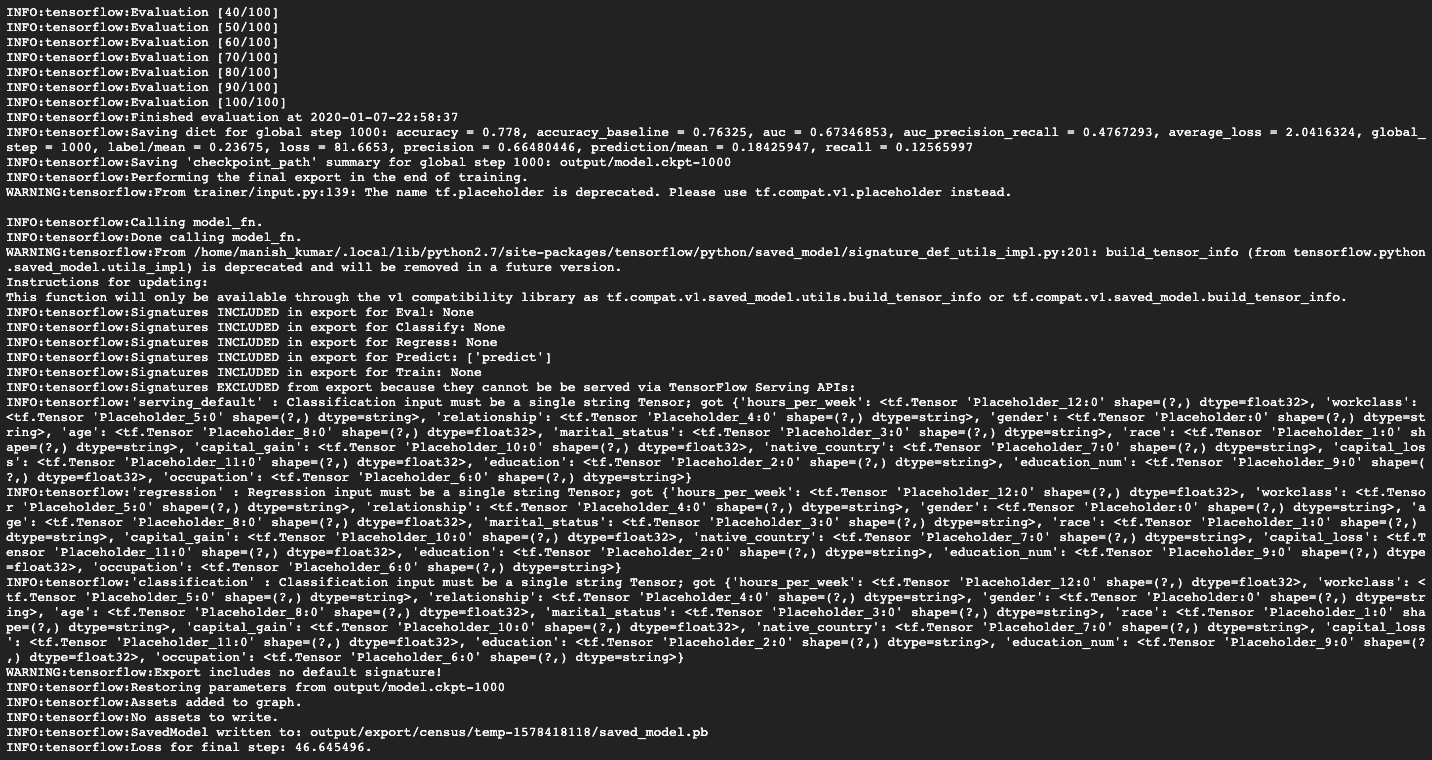 INFO:tensorflow:Evaluation [40/100]
INFO:tensorflow:Evaluation [50/100]
INFO:tensorflow:Evaluation [60/100]
INFO:tensorflow:Evaluation [70/100]
INFO:tensorflow:Evaluation [80/100]
INFO:tensorflow:Evaluation [90/100]
INFO:tensorflow:Evaluation [100/100]
INFO:tensorflow:Finished evaluation at 2020-01-07-22:58:37
INFO:tensorflow:Saving dict for global step 1000: accuracy = 0.778, accuracy_baseline = 0.76325, auc = 0.67346853, auc_precision_recall = 0.4767293, average_loss = 2.0416324, global_
step = 1000, label/mean = 0.23675, loss = 81.6653, precision = 0.66480446, prediction/mean = 0.18425947, recall = 0.12565997
INFO:tensorflow:Saving 'checkpoint_path' summary for global step 1000: output/model.ckpt-1000
INFO:tensorflow:Performing the final export in the end of training.
WARNING:tensorflow:From trainer/input.py:139: The name tf.placeholder is deprecated. Please use tf.compat.v1.placeholder instead.
INFO:tensorflow:Calling model_fn.
INFO:tensorflow:Done calling model_fn.
WARNING:tensorflow:From /home/manish_kumar/.local/lib/python2.7/site-packages/tensorflow/python/saved_model/signature_def_utils_impl.py:201: build_tensor_info (from tensorflow.python
.saved_model.utils_impl) is deprecated and will be removed in a future version.
Instructions for updating:
This function will only be available through the v1 compatibility library as tf.compat.v1.saved_model.utils.build_tensor_info or tf.compat.v1.saved_model.build_tensor_info.
INFO:tensorflow:Signatures INCLUDED in export for Eval: None
INFO:tensorflow:Signatures INCLUDED in export for Classify: None
INFO:tensorflow:Signatures INCLUDED in export for Regress: None
INFO:tensorflow:Signatures INCLUDED in export for Predict: ['predict']
INFO:tensorflow:Signatures INCLUDED in export for Train: None
INFO:tensorflow:Signatures EXCLUDED from export because they cannot be be served via TensorFlow Serving APIs:
INFO:tensorflow:'serving_default' : Classification input must be a single string Tensor; got {'hours_per_week': <tf.Tensor 'Placeholder_12:0' shape=(?,) dtype=float32>, 'workclass':
<tf.Tensor 'Placeholder_5:0' shape=(?,) dtype=string>, 'relationship': <tf.Tensor 'Placeholder_4:0' shape=(?,) dtype=string>, 'gender': <tf.Tensor 'Placeholder:0' shape=(?,) dtype=st
ring>, 'age': <tf.Tensor 'Placeholder_8:0' shape=(?,) dtype=float32>, 'marital_status': <tf.Tensor 'Placeholder_3:0' shape=(?,) dtype=string>, 'race': <tf.Tensor 'Placeholder_1:0' sh
ape=(?,) dtype=string>, 'capital_gain': <tf.Tensor 'Placeholder_10:0' shape=(?,) dtype=float32>, 'native_country': <tf.Tensor 'Placeholder_7:0' shape=(?,) dtype=string>, 'capital_los
s': <tf.Tensor 'Placeholder_11:0' shape=(?,) dtype=float32>, 'education': <tf.Tensor 'Placeholder_2:0' shape=(?,) dtype=string>, 'education_num': <tf.Tensor 'Placeholder_9:0' shape=(
?,) dtype=float32>, 'occupation': <tf.Tensor 'Placeholder_6:0' shape=(?,) dtype=string>}
INFO:tensorflow:'regression' : Regression input must be a single string Tensor; got {'hours_per_week': <tf.Tensor 'Placeholder_12:0' shape=(?,) dtype=float32>, 'workclass': <tf.Tenso
r 'Placeholder_5:0' shape=(?,) dtype=string>, 'relationship': <tf.Tensor 'Placeholder_4:0' shape=(?,) dtype=string>, 'gender': <tf.Tensor 'Placeholder:0' shape=(?,) dtype=string>, 'a
ge': <tf.Tensor 'Placeholder_8:0' shape=(?,) dtype=float32>, 'marital_status': <tf.Tensor 'Placeholder_3:0' shape=(?,) dtype=string>, 'race': <tf.Tensor 'Placeholder_1:0' shape=(?,)
dtype=string>, 'capital_gain': <tf.Tensor 'Placeholder_10:0' shape=(?,) dtype=float32>, 'native_country': <tf.Tensor 'Placeholder_7:0' shape=(?,) dtype=string>, 'capital_loss': <tf.T
ensor 'Placeholder_11:0' shape=(?,) dtype=float32>, 'education': <tf.Tensor 'Placeholder_2:0' shape=(?,) dtype=string>, 'education_num': <tf.Tensor 'Placeholder_9:0' shape=(?,) dtype
=float32>, 'occupation': <tf.Tensor 'Placeholder_6:0' shape=(?,) dtype=string>}
INFO:tensorflow:'classification' : Classification input must be a single string Tensor; got {'hours_per_week': <tf.Tensor 'Placeholder_12:0' shape=(?,) dtype=float32>, 'workclass': <
tf.Tensor 'Placeholder_5:0' shape=(?,) dtype=string>, 'relationship': <tf.Tensor 'Placeholder_4:0' shape=(?,) dtype=string>, 'gender': <tf.Tensor 'Placeholder:0' shape=(?,) dtype=str
ing>, 'age': <tf.Tensor 'Placeholder_8:0' shape=(?,) dtype=float32>, 'marital_status': <tf.Tensor 'Placeholder_3:0' shape=(?,) dtype=string>, 'race': <tf.Tensor 'Placeholder_1:0' sha
pe=(?,) dtype=string>, 'capital_gain': <tf.Tensor 'Placeholder_10:0' shape=(?,) dtype=float32>, 'native_country': <tf.Tensor 'Placeholder_7:0' shape=(?,) dtype=string>, 'capital_loss
': <tf.Tensor 'Placeholder_11:0' shape=(?,) dtype=float32>, 'education': <tf.Tensor 'Placeholder_2:0' shape=(?,) dtype=string>, 'education_num': <tf.Tensor 'Placeholder_9:0' shape=(?
,) dtype=float32>, 'occupation': <tf.Tensor 'Placeholder_6:0' shape=(?,) dtype=string>}
WARNING:tensorflow:Export includes no default signature!
INFO:tensorflow:Restoring parameters from output/model.ckpt-1000
INFO:tensorflow:Assets added to graph.
INFO:tensorflow:No assets to write.
INFO:tensorflow:SavedModel written to: output/export/census/temp-1578418118/saved_model.pb
INFO:tensorflow:Loss for final step: 46.645496.